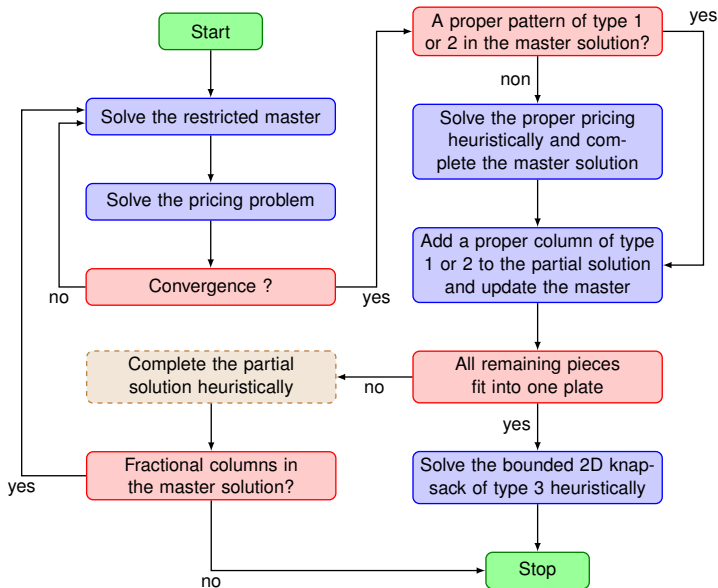 Start
Solve the restricted master
Solve the pricing problem
Convergence ?
no
yes
A proper pattern of type 1
or 2 in the master solution?
yes
non
Solve the proper pricing
heuristically and com-
plete the master solution
Add a proper column of type
1 or 2 to the partial solution
and update the master
All remaining pieces
fit into one plate
no
yes
Complete the partial
solution heuristically
Fractional columns in
the master solution?
yes
no
Solve the bounded 2D knap-
sack of type 3 heuristically
Stop